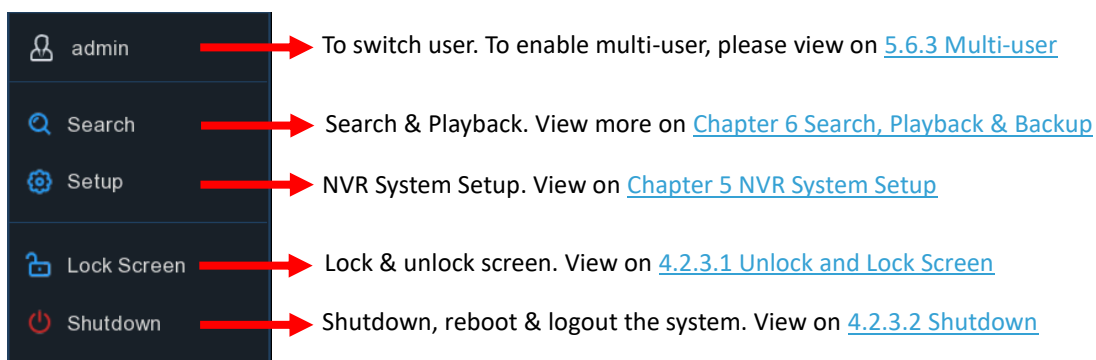 admin To switch user. To enable multi-user, please view on 5.6.3 Multi-user
Search Search & Playback. View more on Chapter 6 Search, Playback & Backup
Setup NVR System Setup. View on Chapter 5 NVR System Setup
Lock Screen Lock & unlock screen. View on 4.2.3.1 Unlock and Lock Screen
Shutdown Shutdown, reboot & logout the system. View on 4.2.3.2 Shutdown